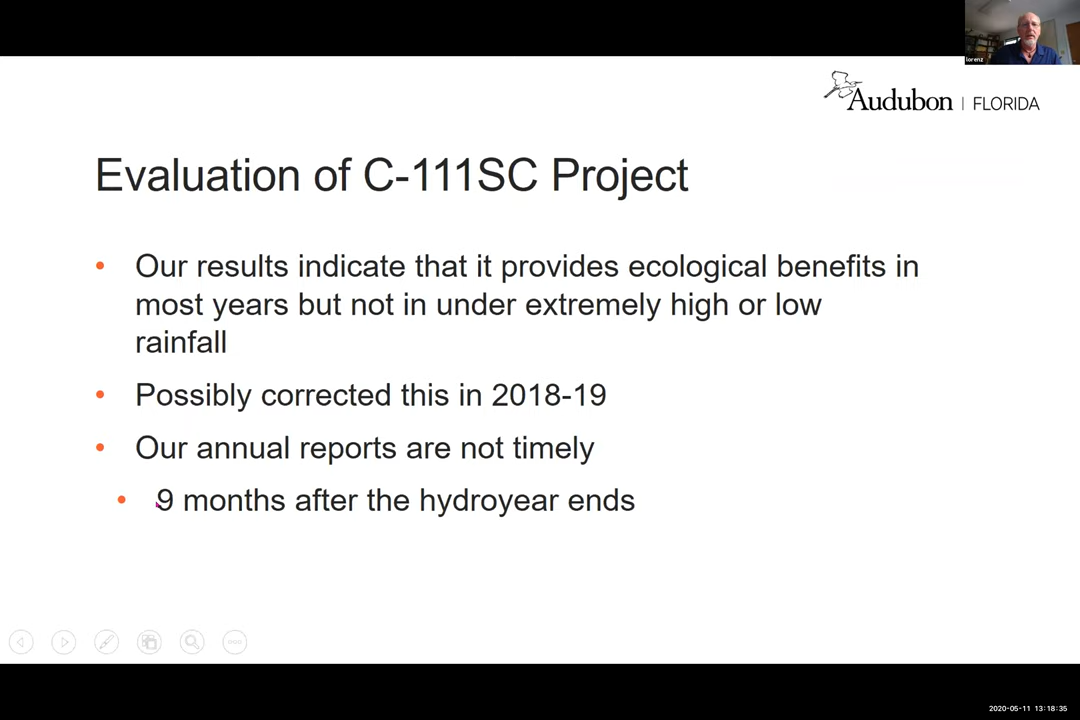 lorenz
Audubon | FLORIDA
Evaluation of C-111SC Project
• Our results indicate that it provides ecological benefits in
most years but not in under extremely high or low
rainfall
• Possibly corrected this in 2018-19
• Our annual reports are not timely
• 9 months after the hydroyear ends
2020-05-11 13:18:35